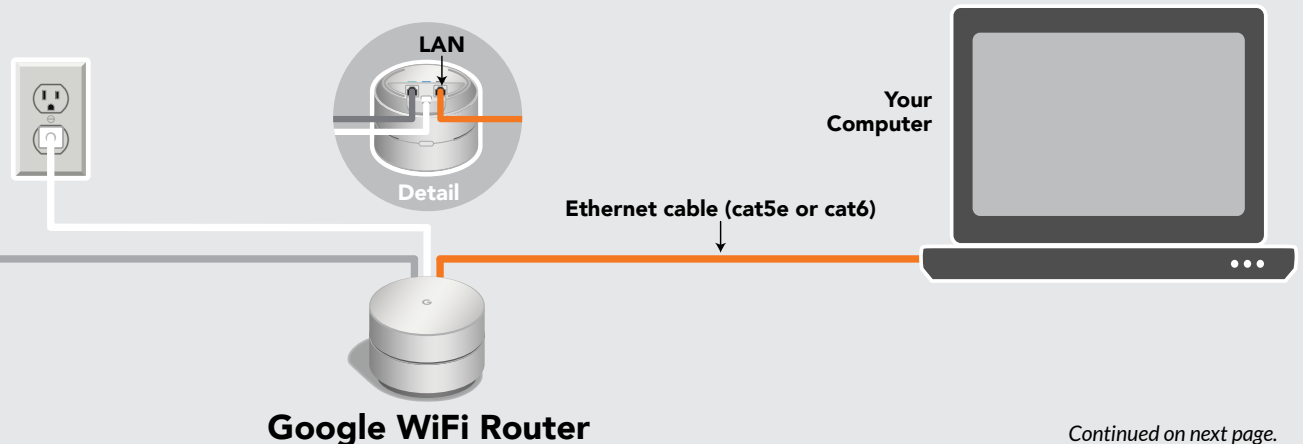 LAN
Detail
Your
Computer
Ethernet cable (cat5e or cat6)
G
Google WiFi Router
Continued on next page.